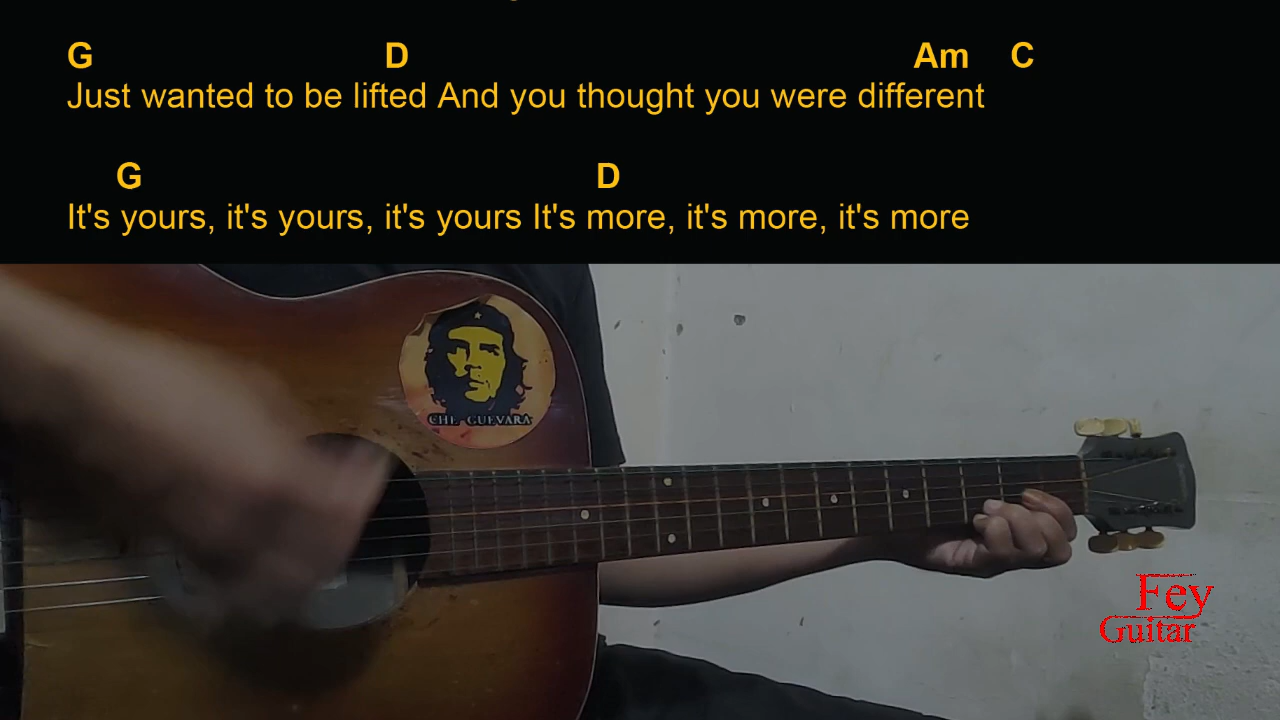 G D Am C
Just wanted to be lifted And you thought you were different
G D
It's yours, it's yours, it's yours It's more, it's more, it's more
CHE GUEVARA
Fey
Guitar